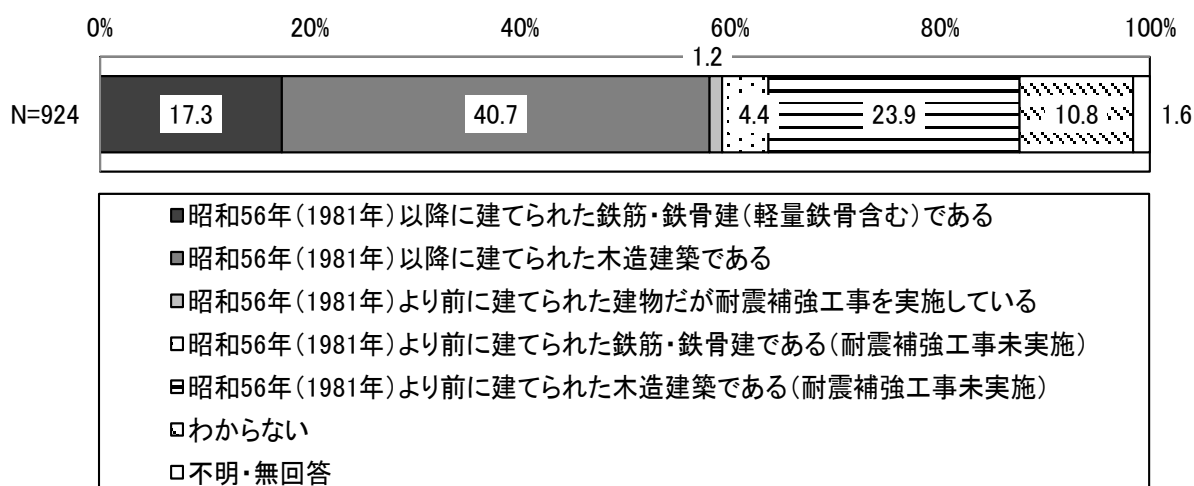 0% 20% 40% 60% 80% 100%
1.2
N=924 17.3 40.7 4.4 23.9 10.8 1.6
昭和56年(1981年)以降に建てられた鉄筋・鉄骨建(軽量鉄骨含む)である
昭和56年(1981年)以降に建てられた木造建築である
昭和56年(1981年)より前に建てられた建物だが耐震補強工事を実施している
昭和56年(1981年)より前に建てられた鉄筋・鉄骨建である(耐震補強工事未実施)
昭和56年(1981年)より前に建てられた木造建築である(耐震補強工事未実施)
わからない
不明・無回答